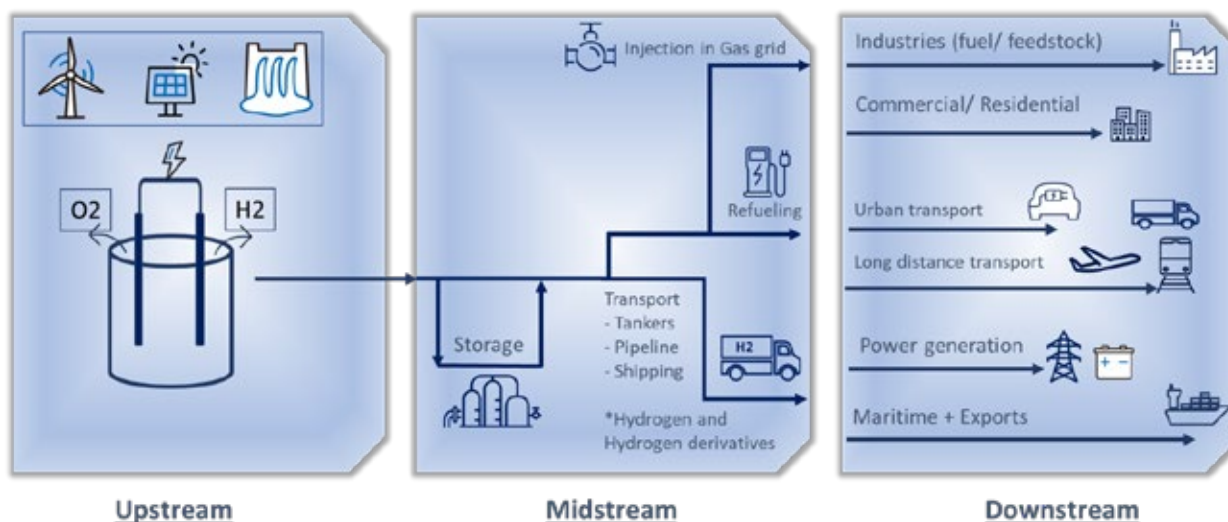 O2
H2
Upstream
Injection in Gas grid
Refueling
Storage
Transport
- Tankers
- Pipeline
- Shipping
H2
*Hydrogen and
Hydrogen derivatives
Midstream
Industries (fuel/ feedstock)
Commercial/ Residential
Urban transport
Long distance transport
Power generation
+ −
Maritime + Exports
Downstream